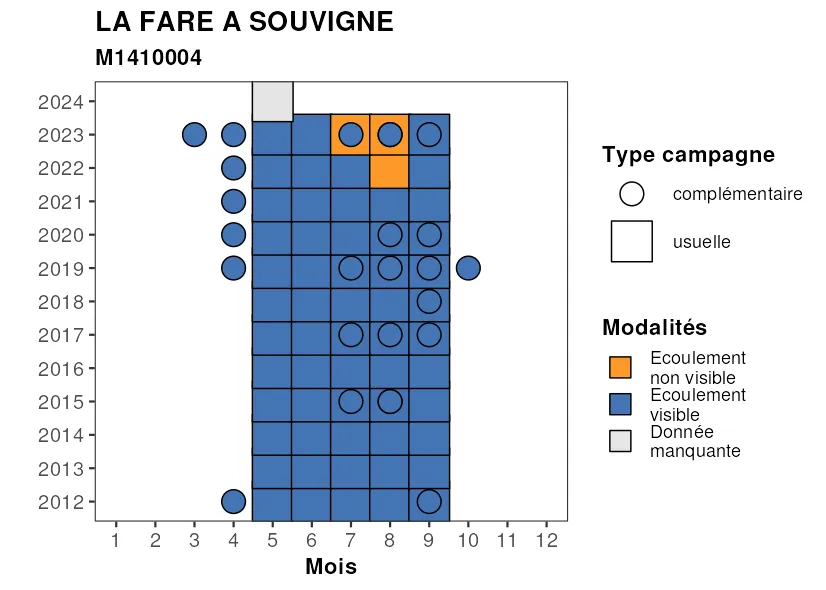 LA FARE A SOUVIGNE
M1410004
2024
2023
2022
2021
2020
2019
2018
2017
2016
2015
2014
2013
2012
1 2 3 4 5 6 7 8 9 10 11 12
Mois
Type campagne
complémentaire
usuelle
Modalités
Ecoulement
non visible
Ecoulement
visible
Donnée
manquante